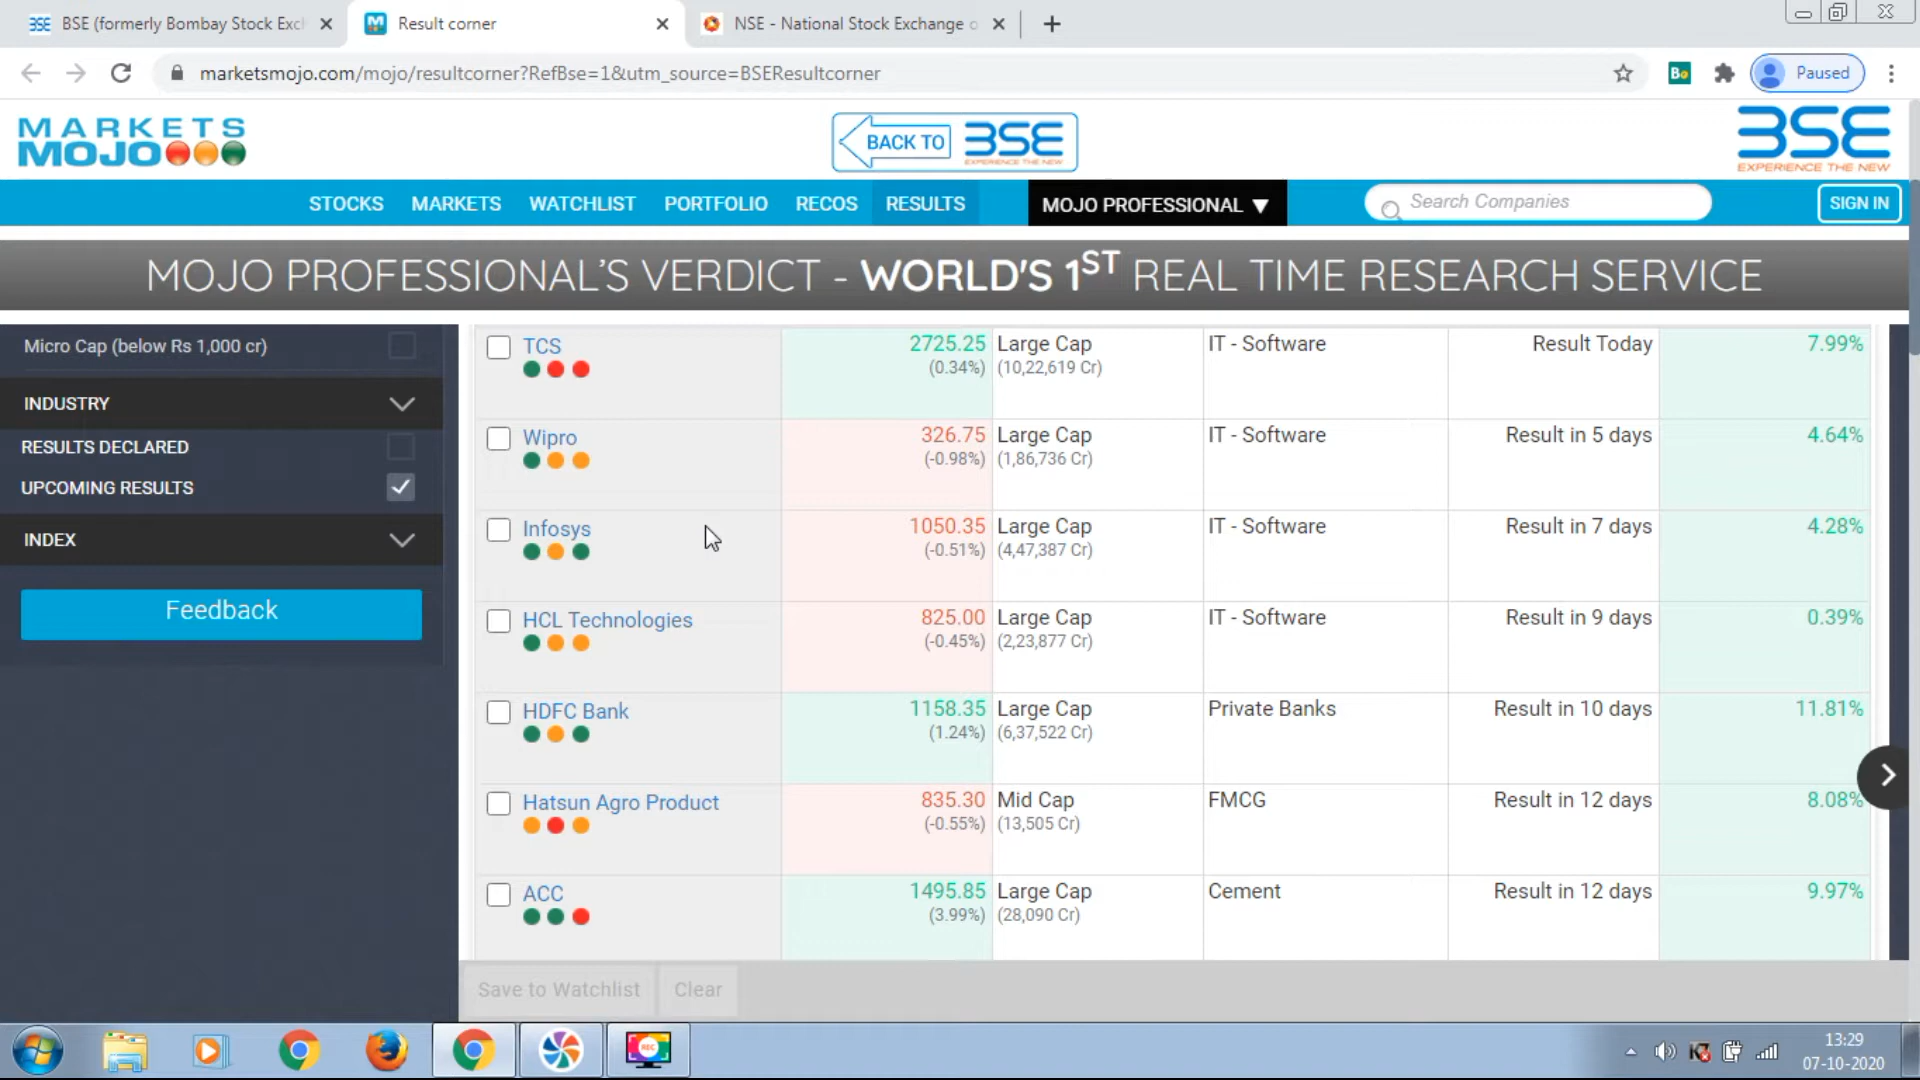 BSE (formerly Bombay Stock Exc
Result corner
NSE - National Stock Exchange o
marketsmojo.com/mojo/resultcorner?RefBse=1&utm_source=BSEResultcorner
Paused
MARKETS
MOJO
BACK TO BSE
EXPERIENCE THE NEW
BSE
EXPERIENCE THE NEW
STOCKS MARKETS WATCHLIST PORTFOLIO RECOS RESULTS MOJO PROFESSIONAL ▼ Search Companies SIGN IN
MOJO PROFESSIONAL'S VERDICT - WORLD'S 1ST REAL TIME RESEARCH SERVICE
Micro Cap (below Rs 1,000 cr)
INDUSTRY
RESULTS DECLARED
UPCOMING RESULTS
INDEX
Feedback
TCS 2725.25 Large Cap IT - Software Result Today 7.99%
(0.34%) (10,22,619 Cr)
Wipro 326.75 Large Cap IT - Software Result in 5 days 4.64%
(-0.98%) (1,86,736 Cr)
Infosys 1050.35 Large Cap IT - Software Result in 7 days 4.28%
(-0.51%) (4,47,387 Cr)
HCL Technologies 825.00 Large Cap IT - Software Result in 9 days 0.39%
(-0.45%) (2,23,877 Cr)
HDFC Bank 1158.35 Large Cap Private Banks Result in 10 days 11.81%
(1.24%) (6,37,522 Cr)
Hatsun Agro Product 835.30 Mid Cap FMCG Result in 12 days 8.08%
(-0.55%) (13,505 Cr)
ACC 1495.85 Large Cap Cement Result in 12 days 9.97%
(3.99%) (28,090 Cr)
Save to Watchlist Clear
REC
13:29
07-10-2020